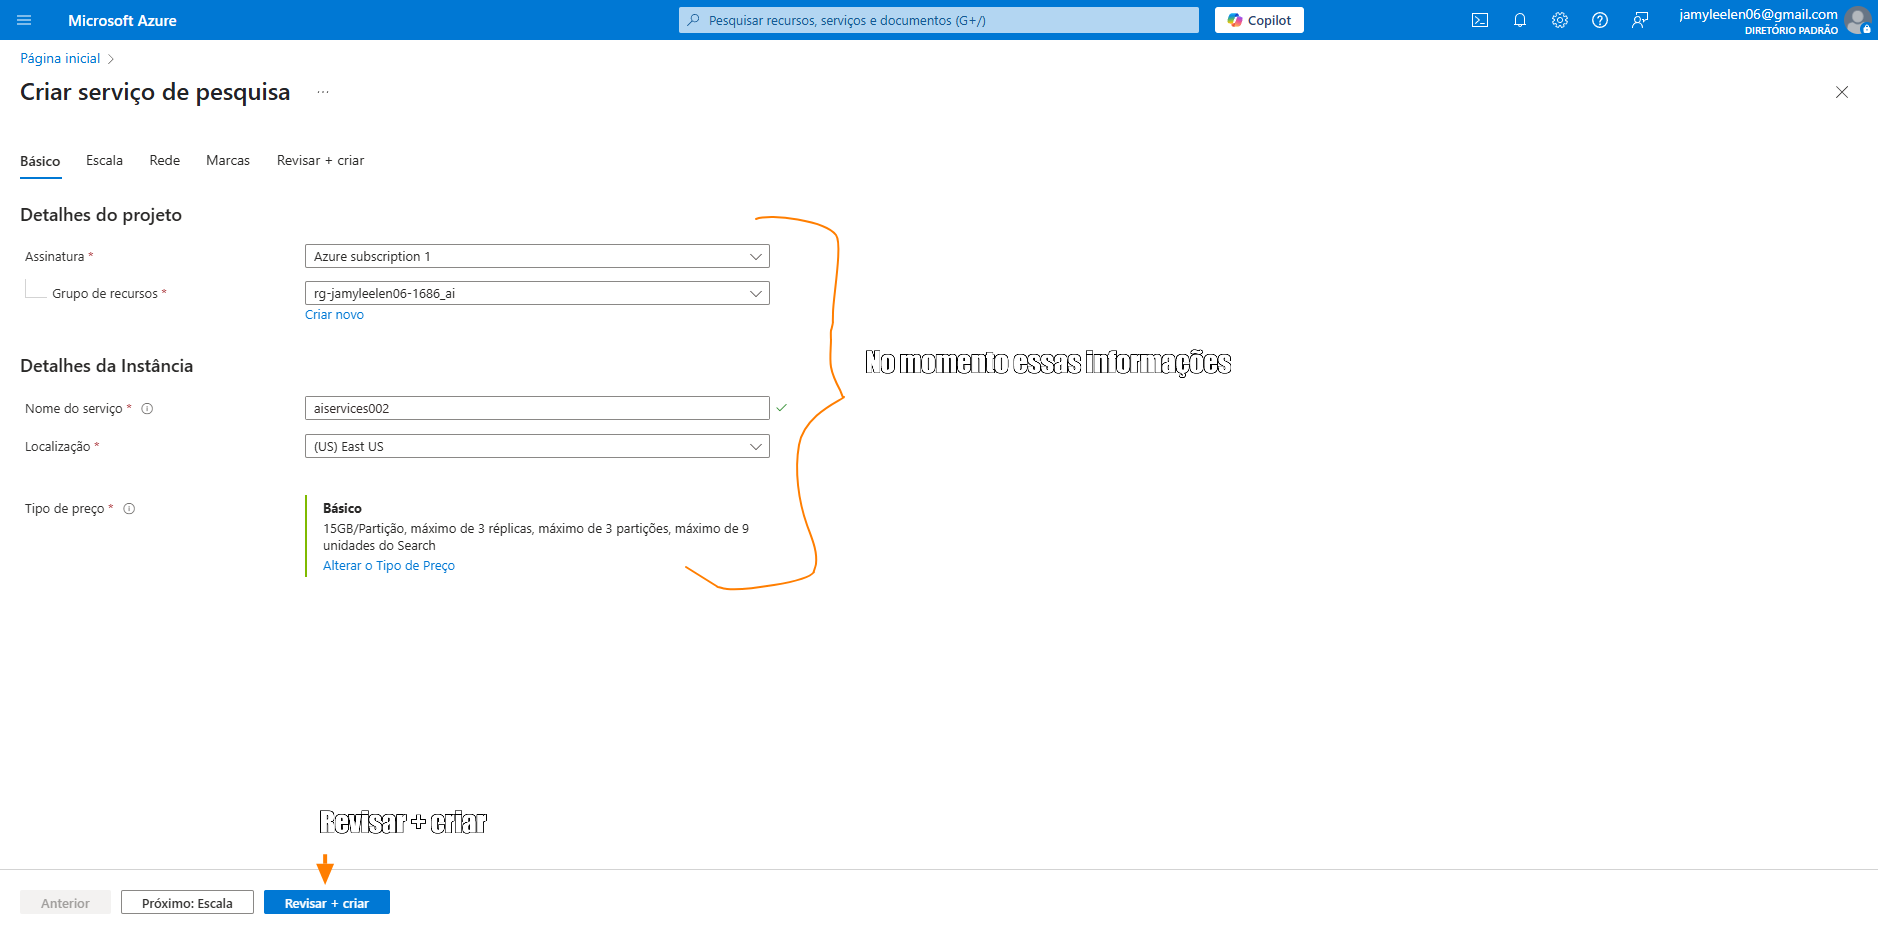 Microsoft Azure
Pesquisar recursos, serviços e documentos (G+/)
Copilot
jamyleelen06@gmail.com
DIRETÓRIO PADRÃO
Página inicial
Criar serviço de pesquisa
Básico Escala Rede Marcas Revisar + criar
Detalhes do projeto
Assinatura *
Azure subscription 1
Grupo de recursos *
rg-jamyleelen06-1686_ai
Criar novo
No momento essas informações
Detalhes da Instância
Nome do serviço *
aiservices002
Localização *
(US) East US
Tipo de preço *
Básico
15GB/Partição, máximo de 3 réplicas, máximo de 3 partições, máximo de 9
unidades do Search
Alterar o Tipo de Preço
Revisar + criar
Anterior
Próximo: Escala
Revisar + criar